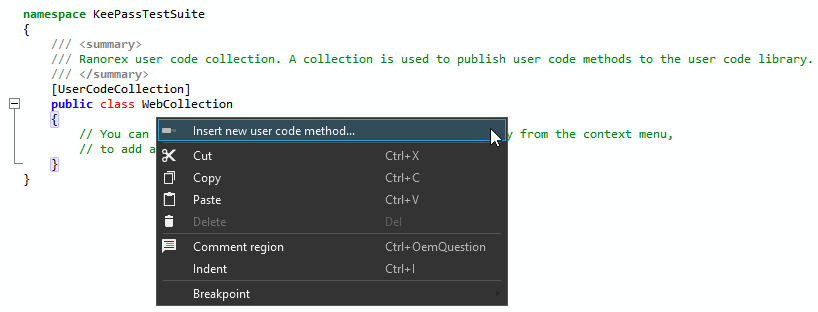 namespace KeePassTestSuite
{
/// <summary>
/// Ranorex user code collection. A collection is used to publish user code methods to the user code library.
/// </summary>
[UserCodeCollection]
public class WebCollection
{
// You can y from the context menu,
// to add a
}
}
Insert new user code method...
Cut Ctrl+X
Copy Ctrl+C
Paste Ctrl+V
Delete Del
Comment region Ctrl+OemQuestion
Indent Ctrl+I
Breakpoint